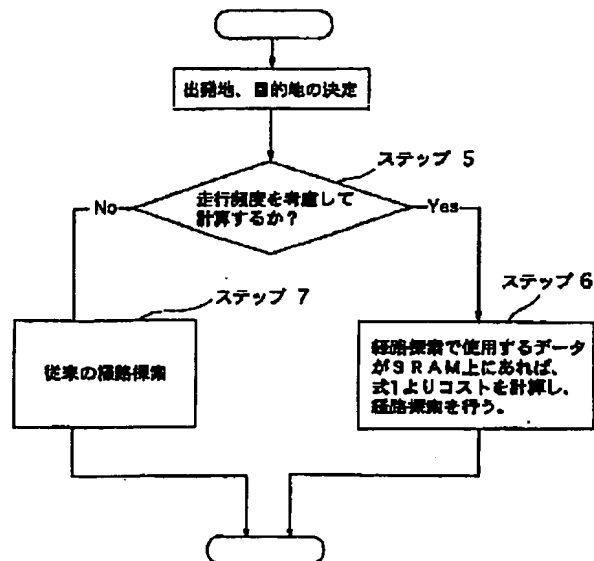 出発地、目的地の決定
ステップ 5
走行頻度を考慮して
計算するか？
No
Yes
ステップ 7
ステップ 6
従来の経路探索
経路探索で使用するデータ
がSRAM上にあれば、
式1よりコストを計算し、
経路探索を行う。